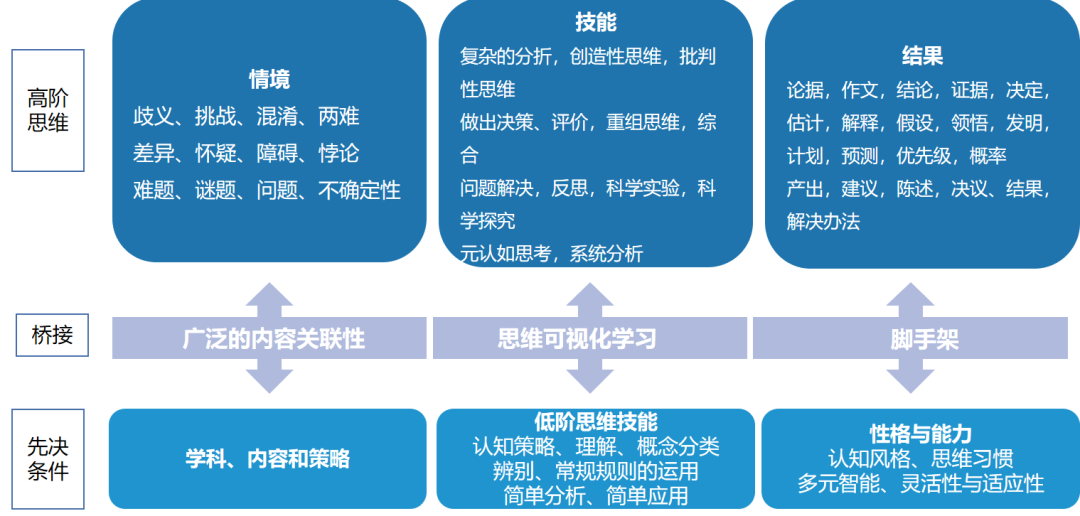 高阶
思维
情境
歧义、挑战、混淆、两难
差异、怀疑、障碍、悖论
难题、谜题、问题、不确定性
技能
复杂的分折，创造性思维，批判
性思维
做出决策、评价，重组思维，综
合
问题解决，反思，科学实验，科
学探究
元认如思考，系统分析
结果
论据，作文，结论，证据，决定，
估计，解释，假设，领悟，发明，
计划，预测，优先级，概率
产出，建议，陈述，决议、结果，
解决办法
桥接
广泛的内容关联性
思维可视化学习
脚手架
先决
条件
学科、内容和策略
低阶思维技能
认知策略、理解、概念分类
辨别、常规规则的运用
简单分析、简单应用
性格与能力
认知风格、思维习惯
多元智能、灵活性与适应性